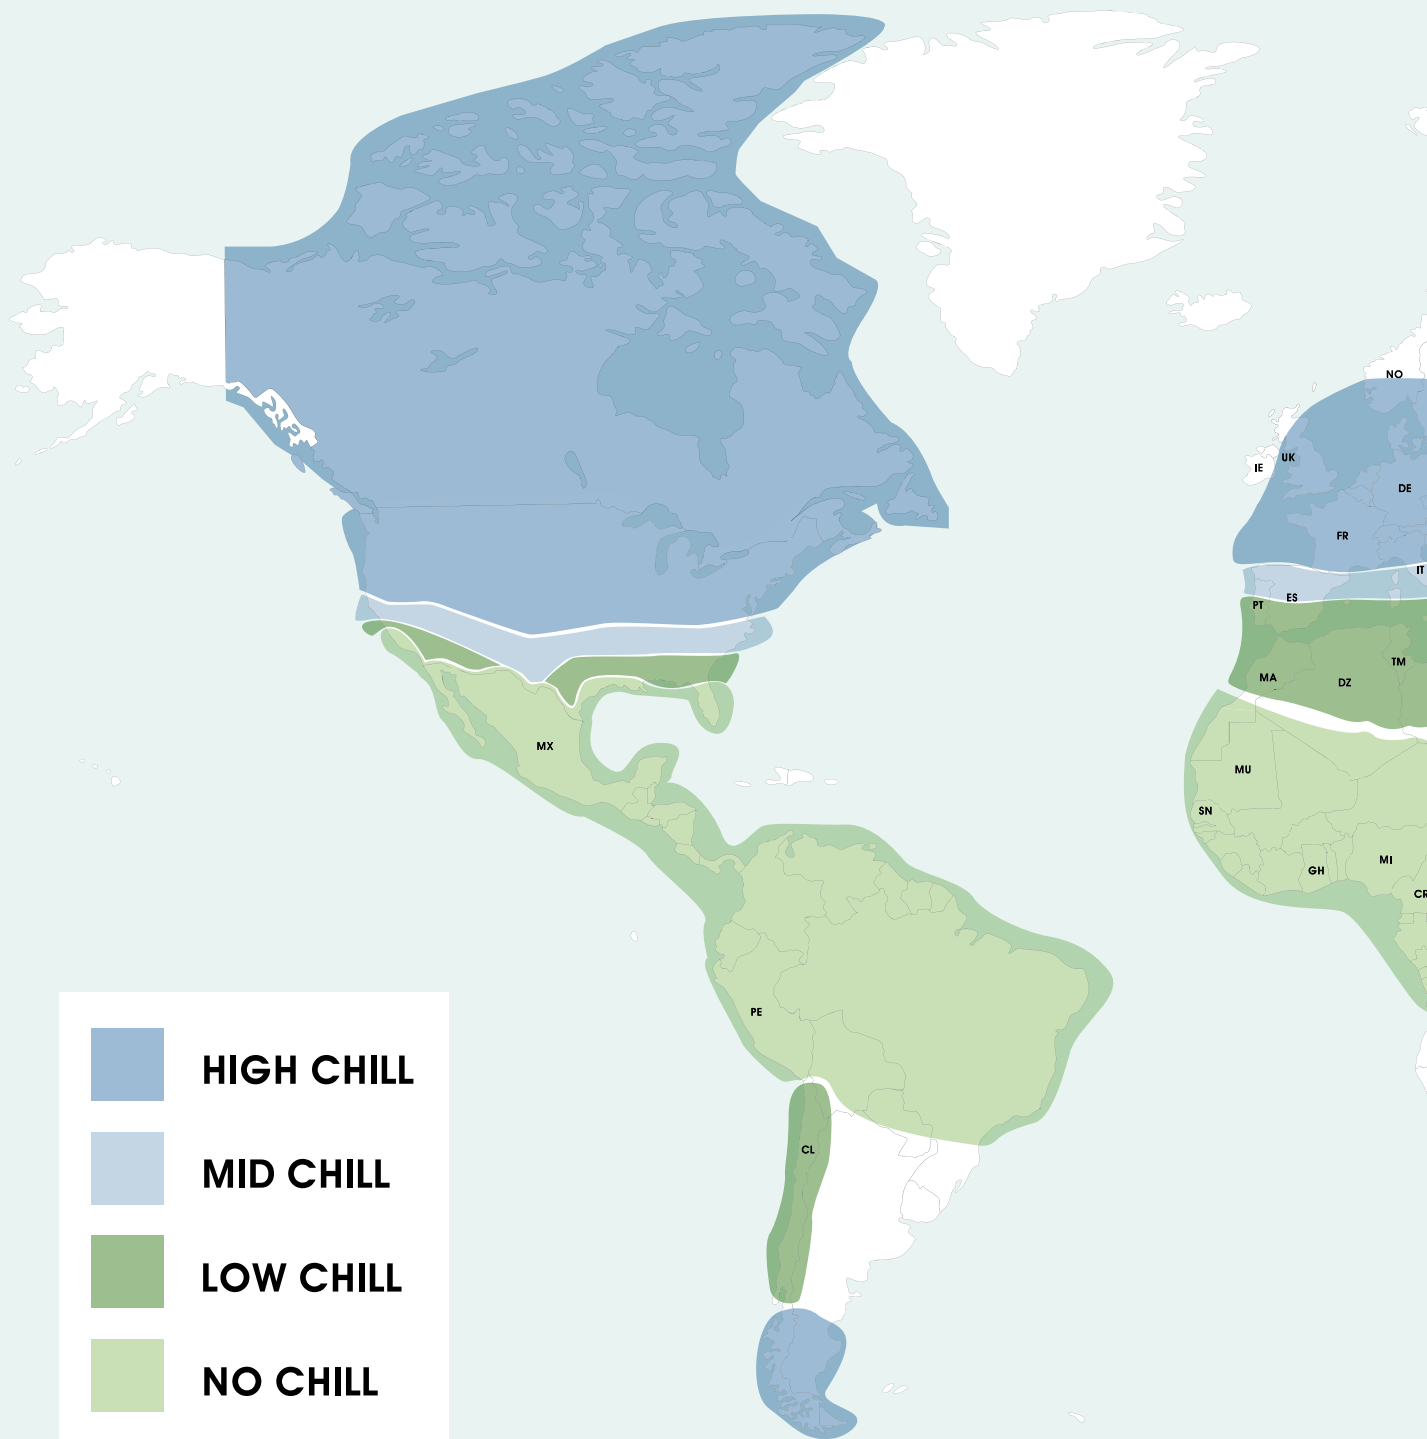 NO
UK
IE
DE
FR
IT
ES
PT
TM
MA
DZ
MX
MU
SN
MI
GH
CR
PE
CL
HIGH CHILL
MID CHILL
LOW CHILL
NO CHILL